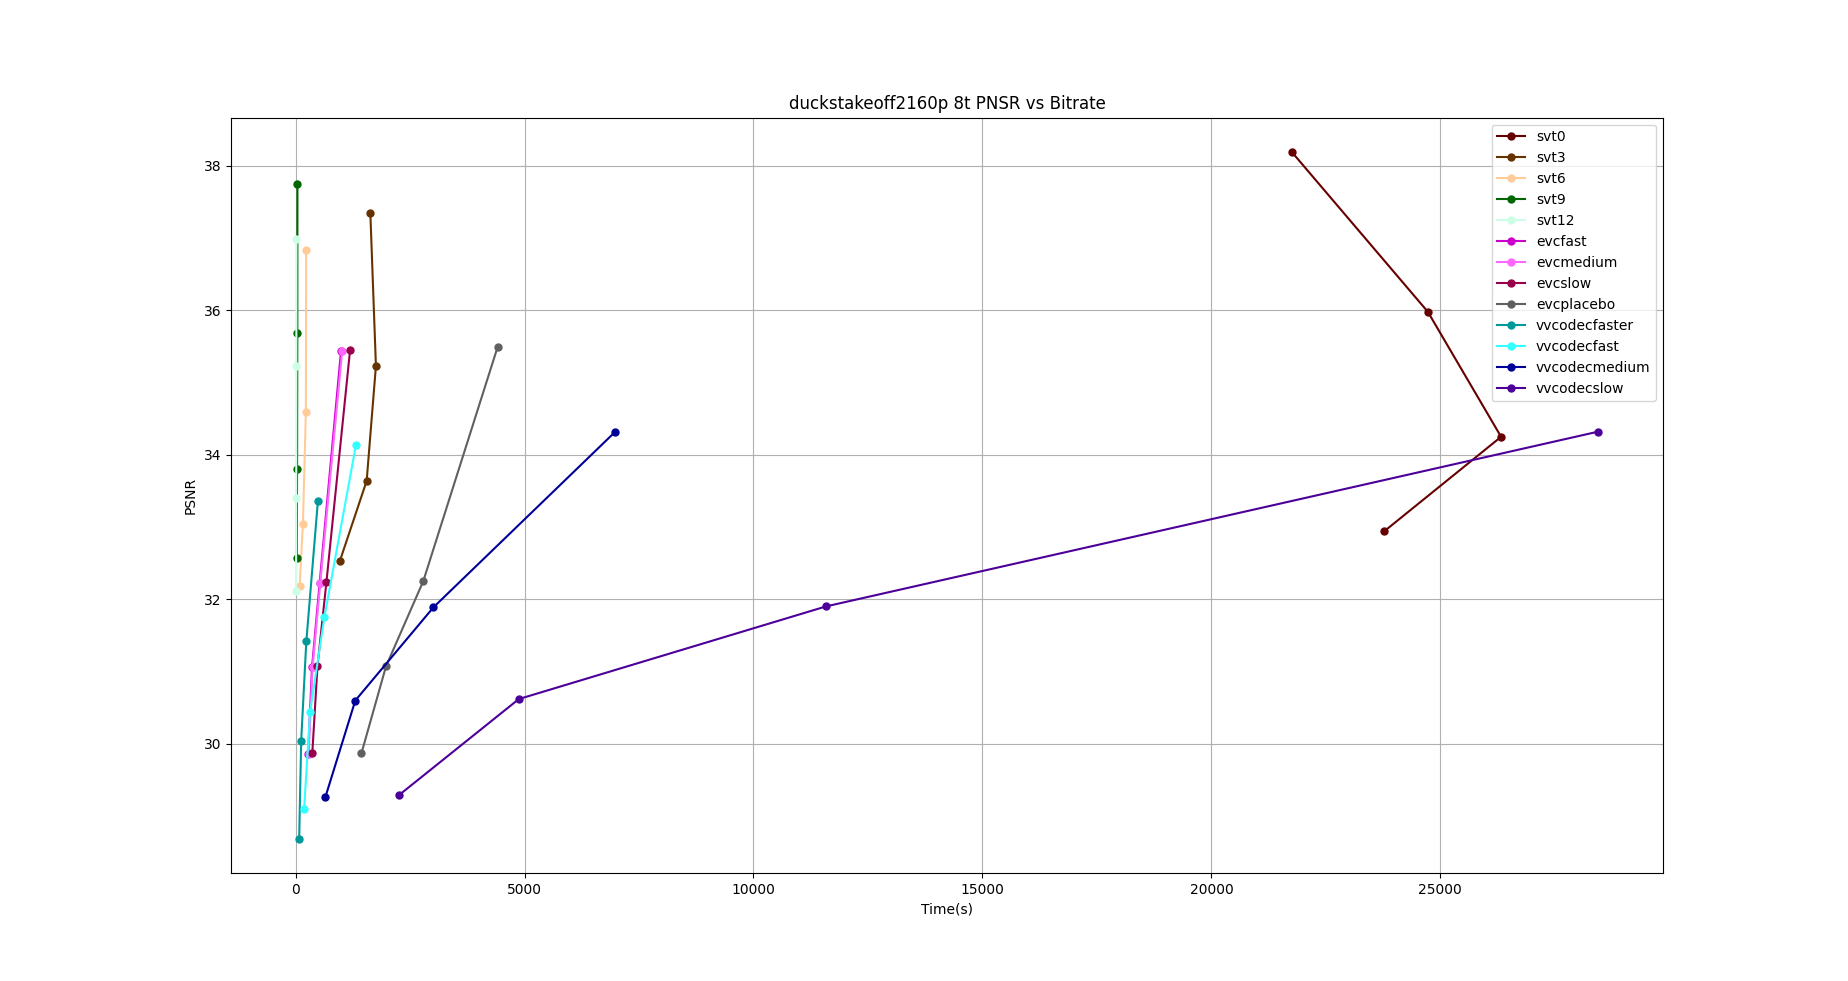 duckstakeoff2160p 8t PNSR vs Bitrate
svt0
svt3
svt6
svt9
svt12
evcfast
evcmedium
evcslow
evcplacebo
vvcodecfaster
vvcodecfast
vvcodecmedium
vvcodecslow
PSNR
38
36
34
32
30
0
5000
10000
15000
20000
25000
Time(s)